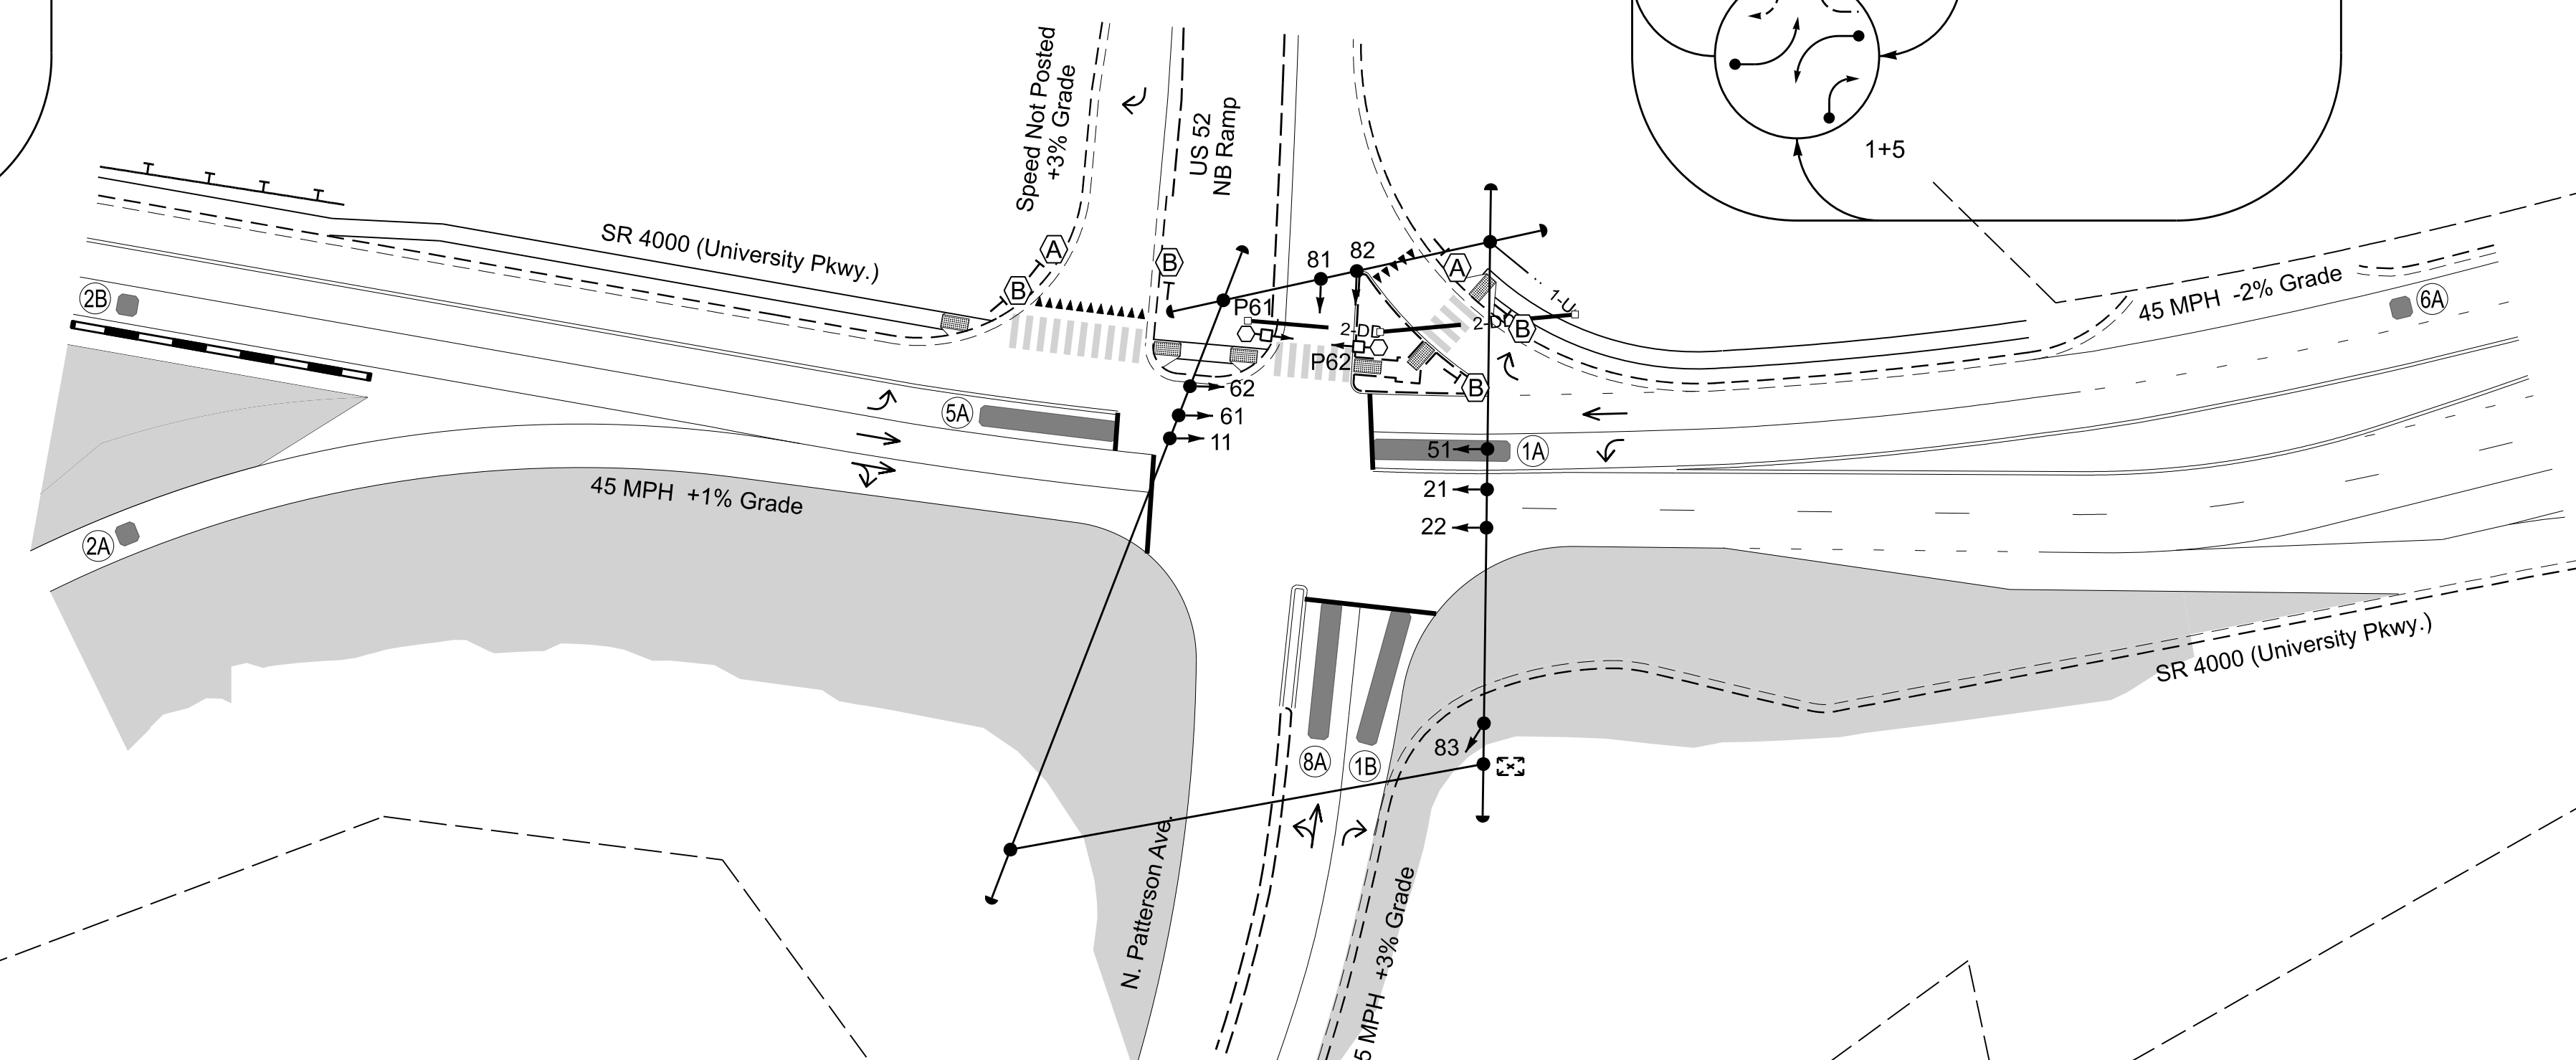 1+5
Speed Not Posted
+3% Grade
US 52
NB Ramp
SR 4000 (University Pkwy.)
A
B
B
81
82
A
P61
2-DD
1-U
B
P62
B
2B
45 MPH -2% Grade
6A
5A
62
61
11
51
1A
21
22
45 MPH +1% Grade
2A
SR 4000 (University Pkwy.)
8A
1B
83
N. Patterson Ave.
5 MPH +3% Grade